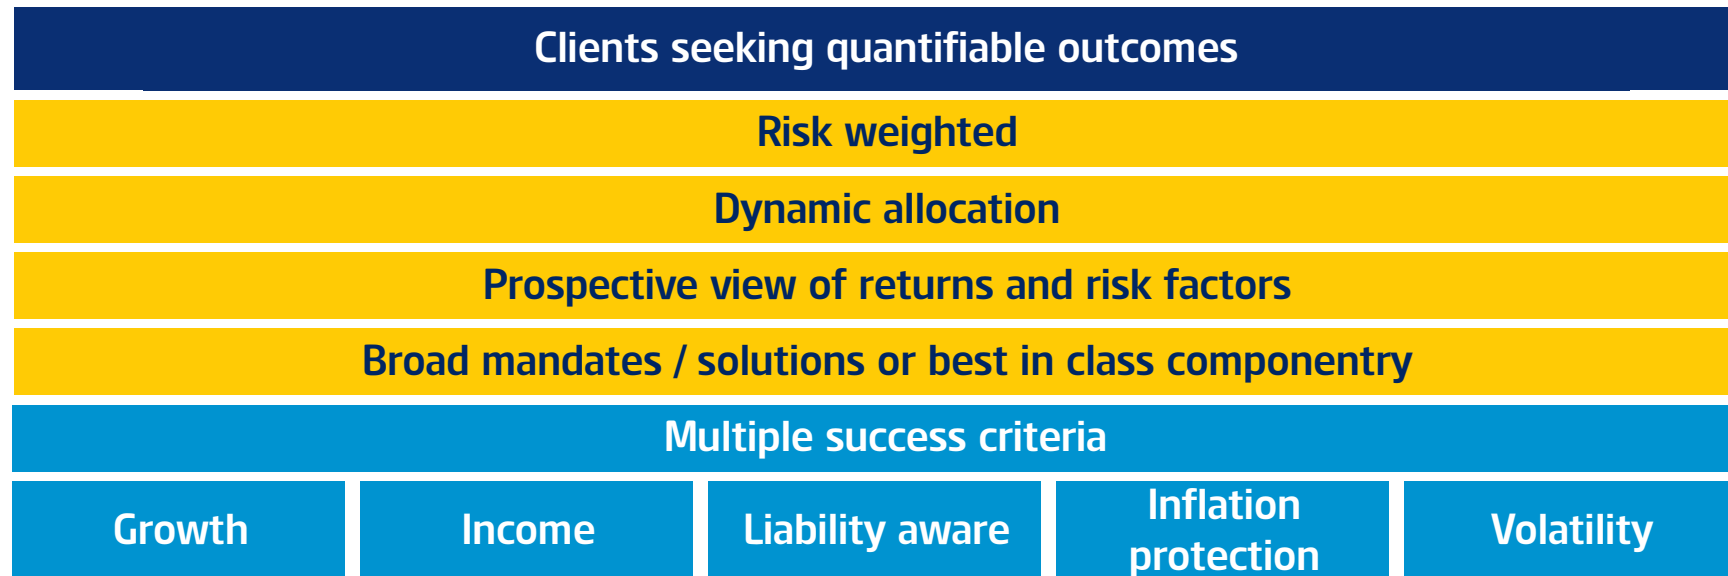 Clients seeking quantifiable outcomes
Risk weighted
Dynamic allocation
Prospective view of returns and risk factors
Broad mandates / solutions or best in class componentry
Multiple success criteria
Growth
Income
Liability aware
Inflation
protection
Volatility